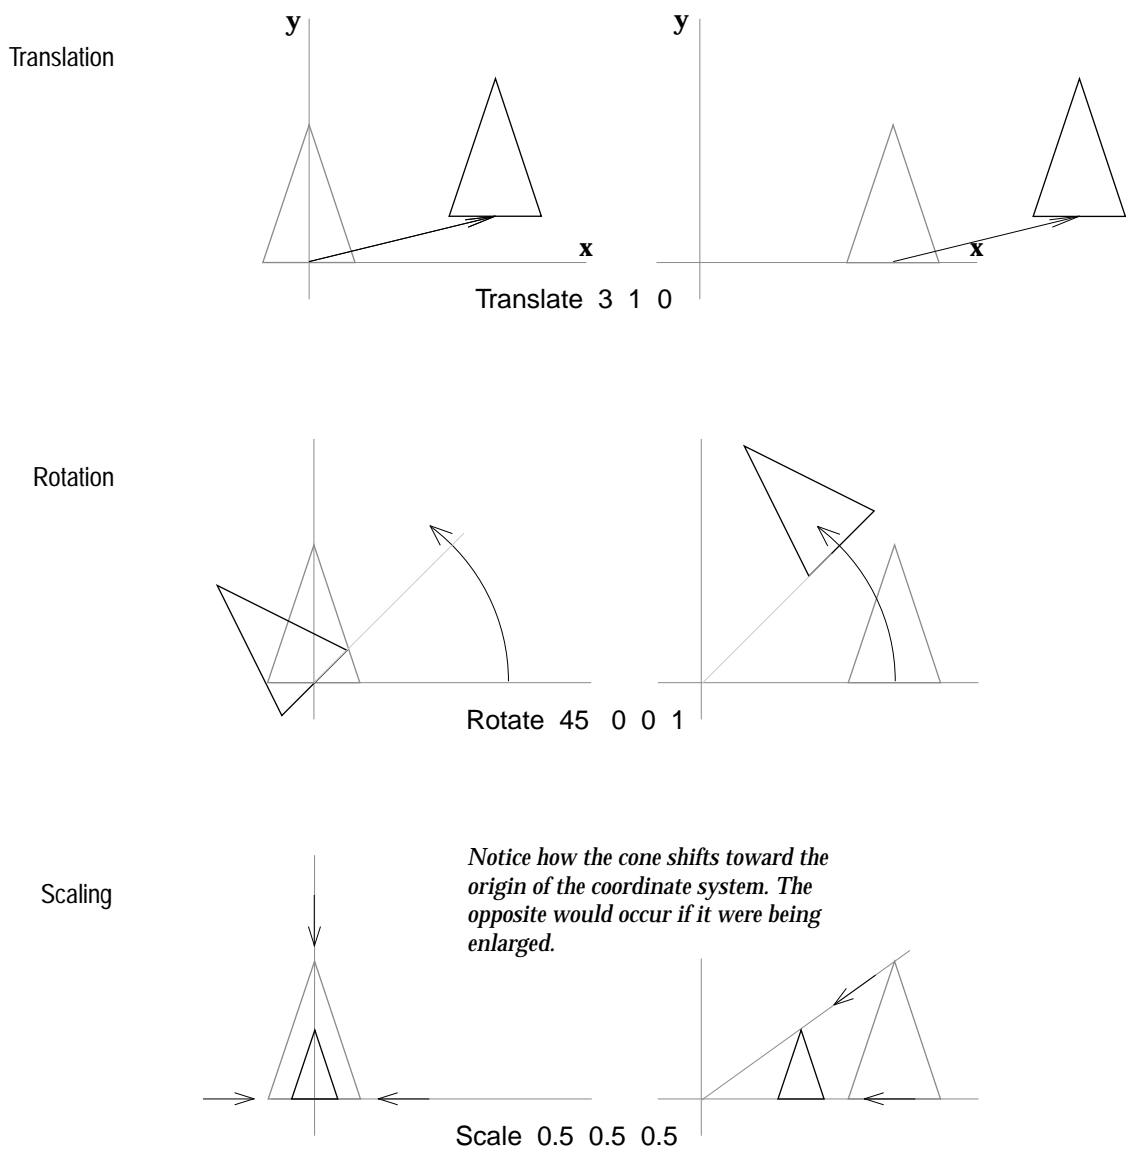 y
y
Translation
x
x
Translate 3 1 0
Rotation
Rotate 45 0 0 1
Scaling
Notice how the cone shifts toward the
origin of the coordinate system. The
opposite would occur if it were being
enlarged.
Scale 0.5 0.5 0.5